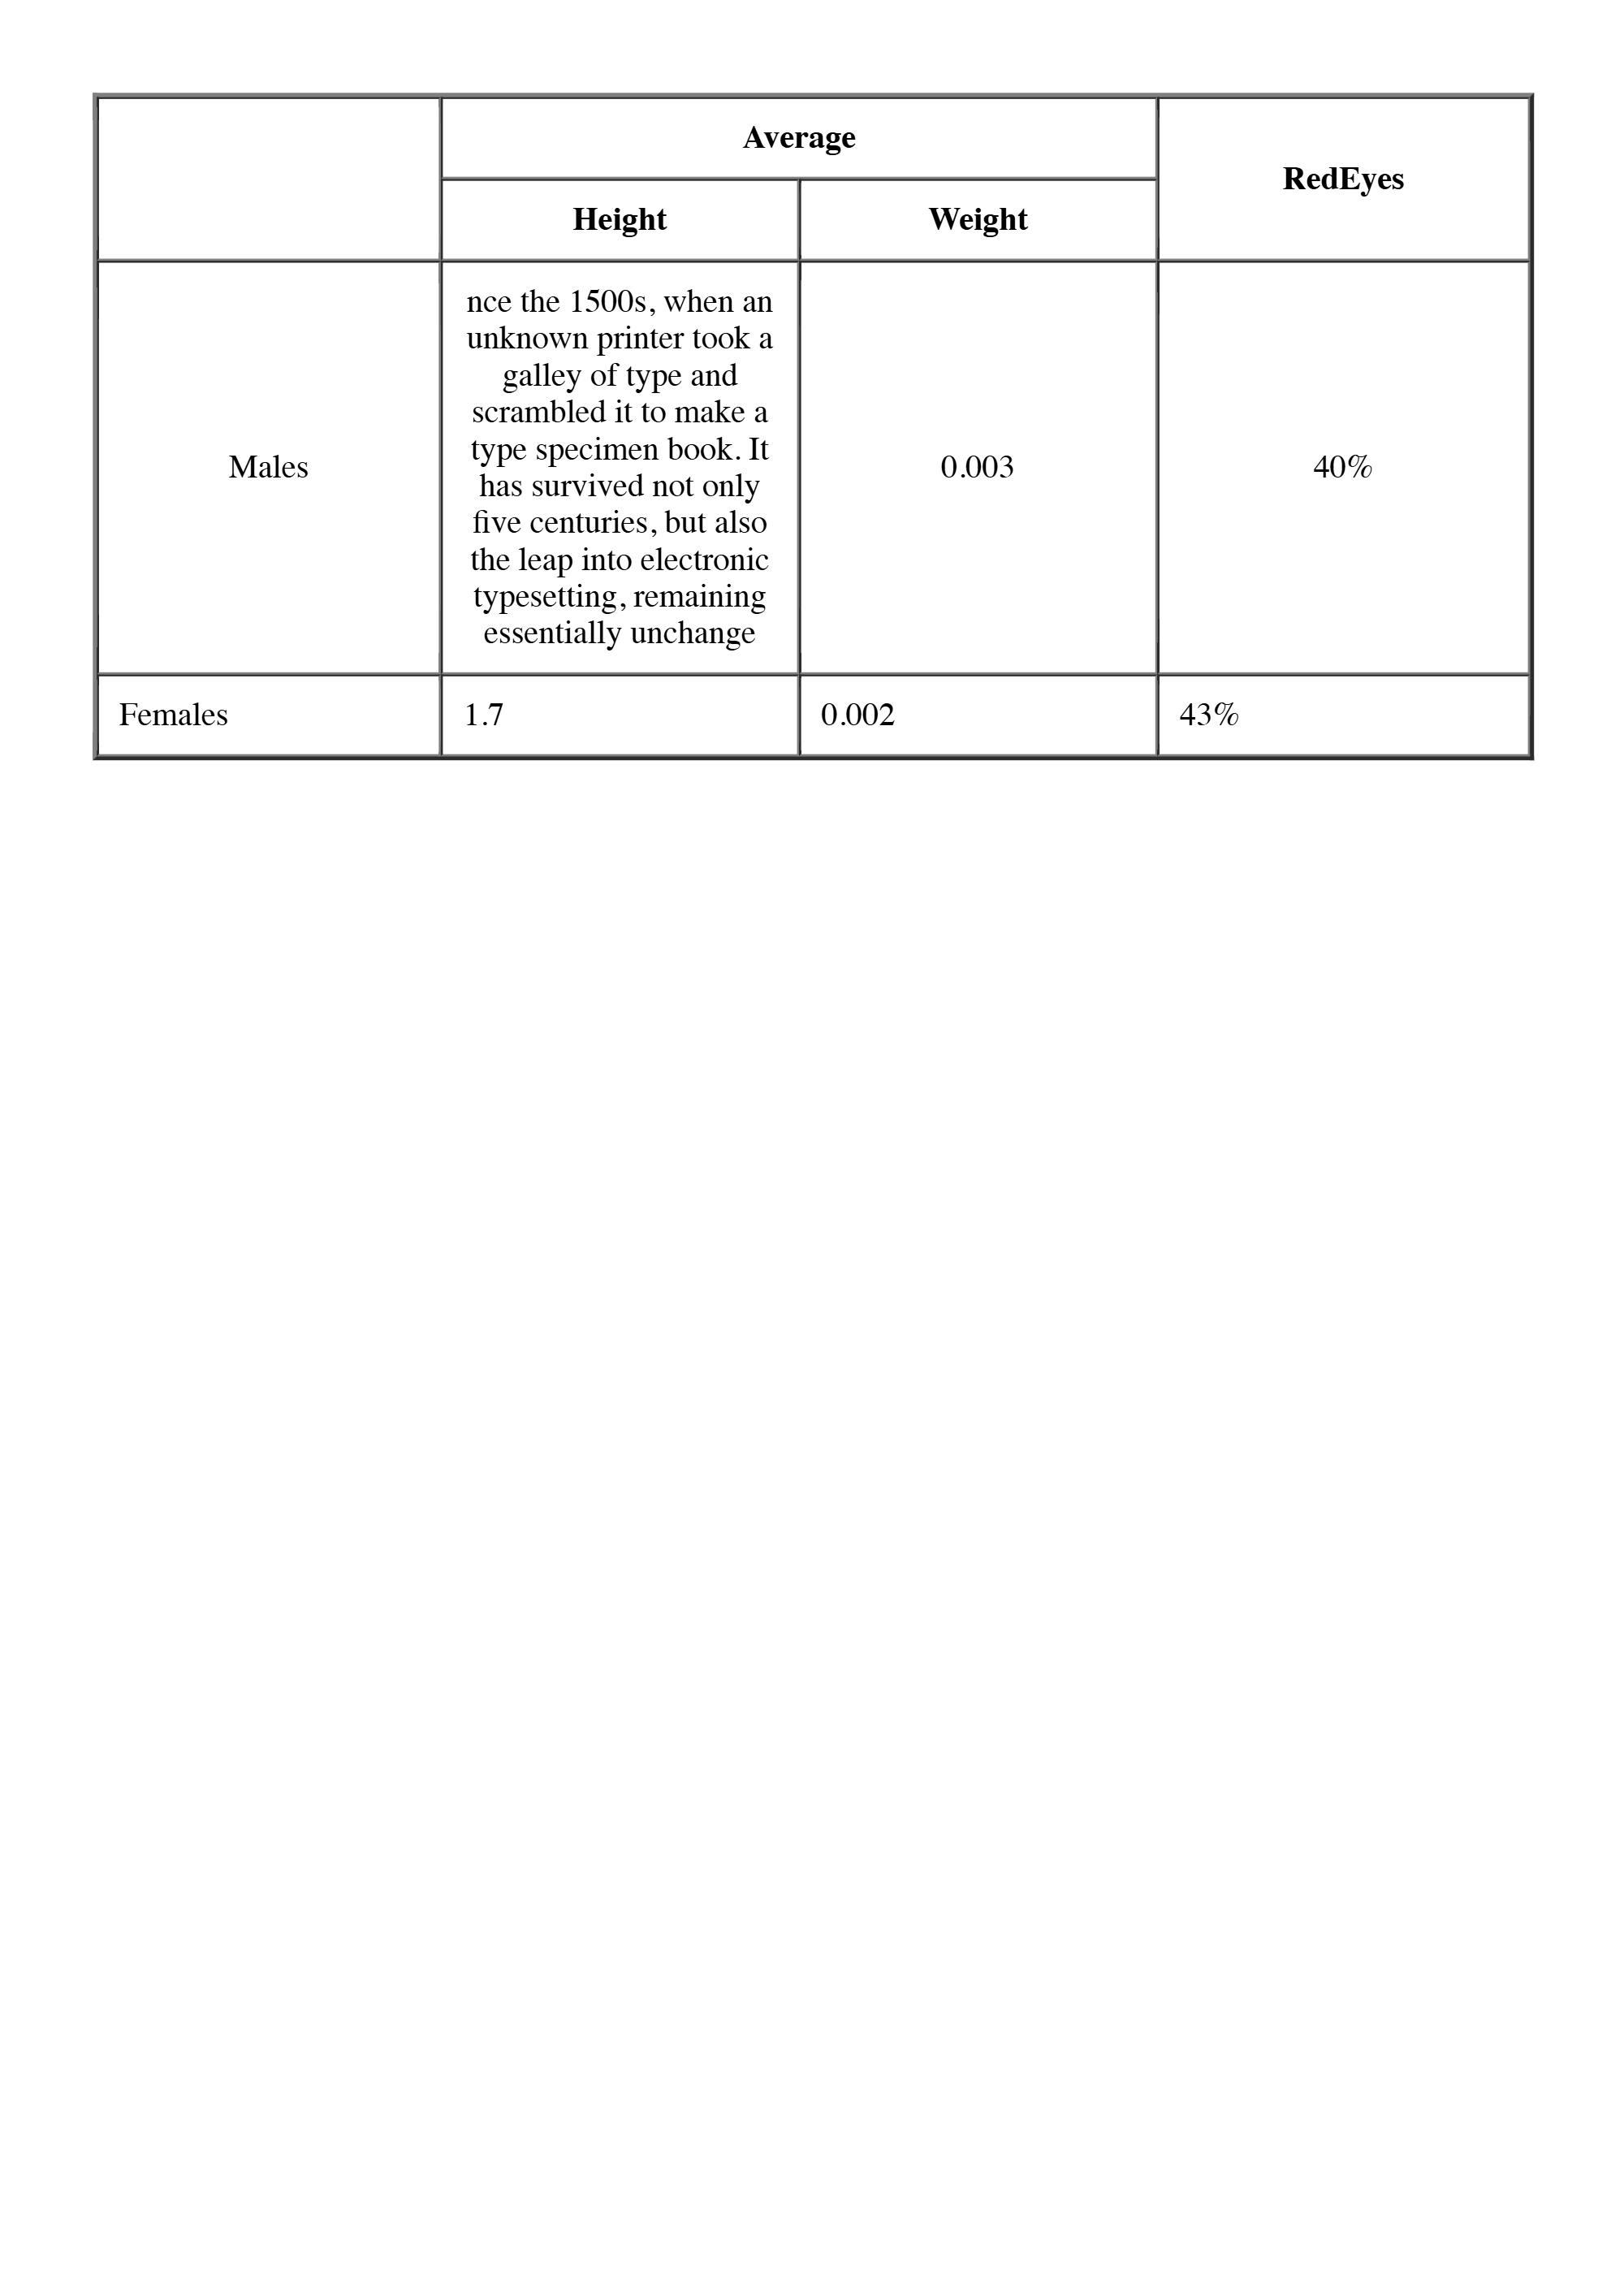 Average
RedEyes
Height Weight
Males
nce the 1500s, when an
unknown printer took a
galley of type and
scrambled it to make a
type specimen book. It
has survived not only
five centuries, but also
the leap into electronic
typesetting, remaining
essentially unchange
0.003
40%
Females 1.7 0.002 43%